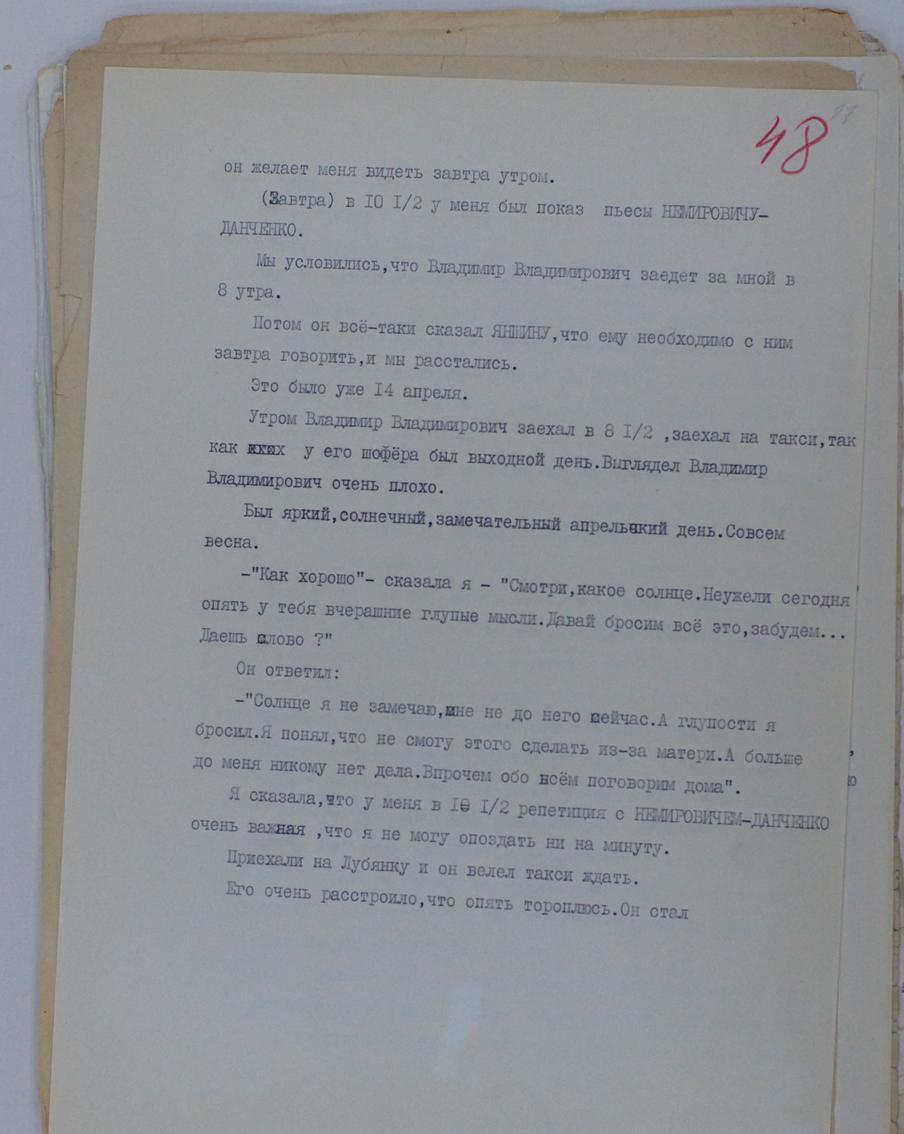 48
он желает меня видеть завтра утром.
(Завтра) в IO I/2 у меня был показ пьесы НЕМИРОВИЧУ-
ДАНЧЕНКО.
Мы условились,что Владимир Владимирович заедет за мной в
8 утра.
Потом он всё-таки сказал ЯНШИНУ,что ему необходимо с ним
завтра говорить,и мы расстались.
Это было уже I4 апреля.
Утром Владимир Владимирович заехал в 8 I/2 ,заехал на такси,так
как у его шофёра был выходной день.Выглядел Владимир
Владимирович очень плохо.
Был яркий,солнечный,замечательный апрельский день.Совсем
весна.
-"Как хорошо"- сказала я - "Смотри,какое солнце.Неужели сегодня
опять у тебя вчерашние глупые мысли.Давай бросим всё это,забудем...
Даешь слово ?"
Он ответил:
-"Солнце я не замечаю,мне не до него сейчас.А глупости я
бросил.Я понял,что не смогу этого сделать из-за матери.А больше
до меня никому нет дела.Впрочем обо всём поговорим дома".
Я сказала,что у меня в I0 I/2 репетиция с НЕМИРОВИЧЕМ-ДАНЧЕНКО
очень важная ,что я не могу опоздать ни на минуту.
Приехали на Лубянку и он велел такси ждать.
Его очень расстроило,что опять тороплюсь.Он стал